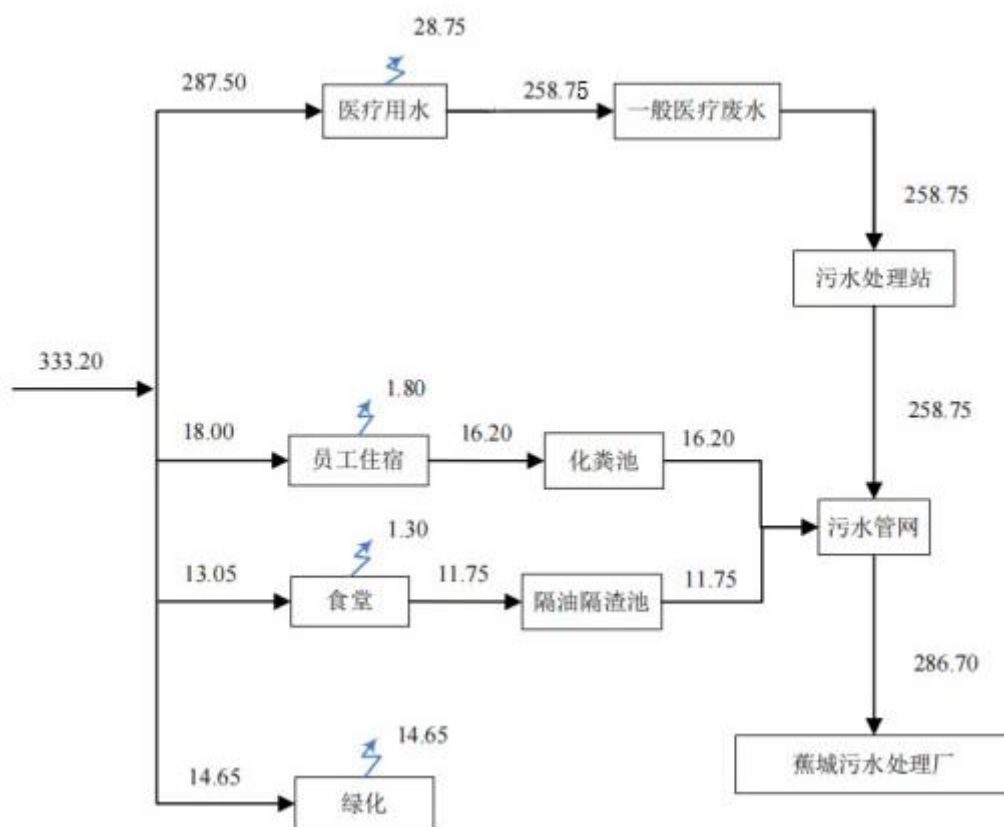 28.75
287.50
医疗用水
258.75
一般医疗废水
258.75
污水处理站
333.20
258.75
1.80
18.00
员工住宿
16.20
化粪池
16.20
污水管网
1.30
13.05
食堂
11.75
隔油隔渣池
11.75
286.70
14.65
14.65
绿化
蕉城污水处理厂